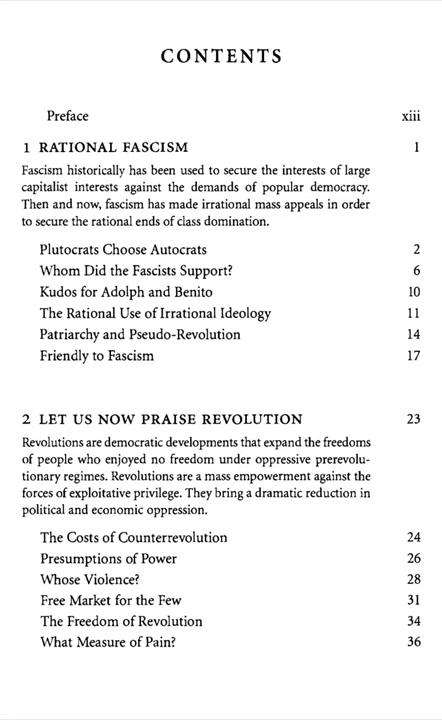 CONTENTS
Preface xiii
1 RATIONAL FASCISM 1
Fascism historically has been used to secure the interests of large
capitalist interests against the demands of popular democracy.
Then and now, fascism has made irrational mass appeals in order
to secure the rational ends of class domination.
Plutocrats Choose Autocrats 2
Whom Did the Fascists Support? 6
Kudos for Adolph and Benito 10
The Rational Use of Irrational Ideology 11
Patriarchy and Pseudo-Revolution 14
Friendly to Fascism 17
2 LET US NOW PRAISE REVOLUTION 23
Revolutions are democratic developments that expand the freedoms
of people who enjoyed no freedom under oppressive prerevolu-
tionary regimes. Revolutions are a mass empowerment against the
forces of exploitative privilege. They bring a dramatic reduction in
political and economic oppression.
The Costs of Counterrevolution 24
Presumptions of Power 26
Whose Violence? 28
Free Market for the Few 31
The Freedom of Revolution 34
What Measure of Pain? 36